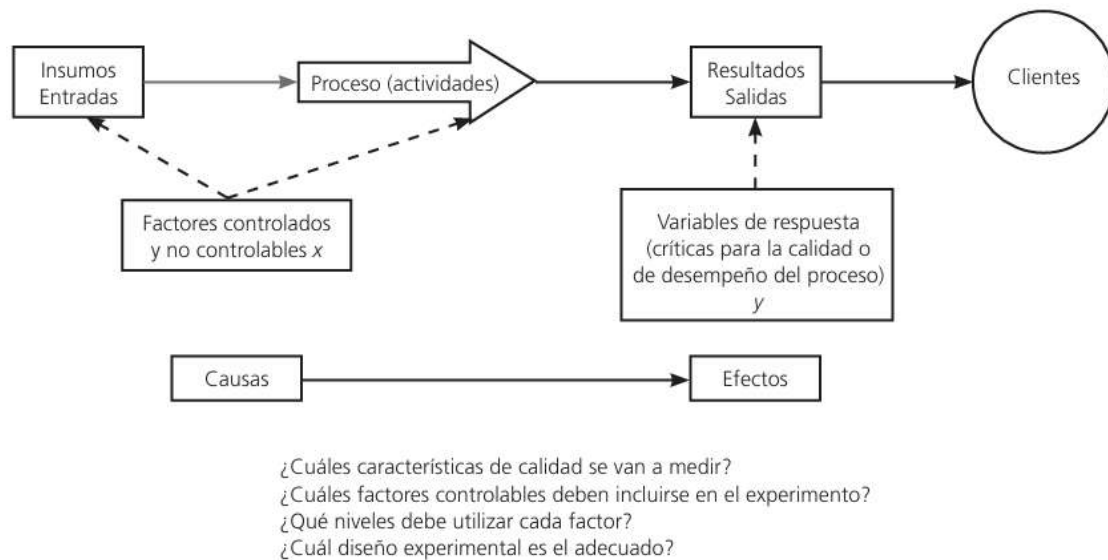 Insumos
Entradas
Proceso (actividades)
Resultados
Salidas
Clientes
Factores controlados
y no controlables x
Variables de respuesta
(críticas para la calidad o
de desempeño del proceso)
y
Causas
Efectos
¿Cuáles características de calidad se van a medir?
¿Cuáles factores controlables deben incluirse en el experimento?
¿Qué niveles debe utilizar cada factor?
¿Cuál diseño experimental es el adecuado?